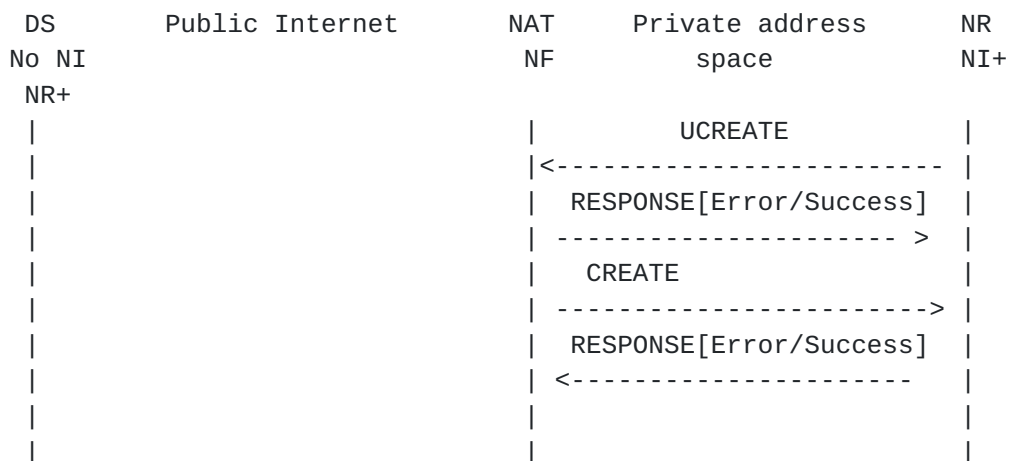 DS       Public Internet       NAT     Private address      NR
No NI                            NF         space            NI+
 NR+
 |                               |         UCREATE           |
 |                               |<------------------------- |
 |                               |  RESPONSE[Error/Success]  |
 |                               | ---------------------- >  |
 |                               |   CREATE                  |
 |                               | ------------------------> |
 |                               |  RESPONSE[Error/Success]  |
 |                               | <----------------------   |
 |                               |                           |
 |                               |                           |